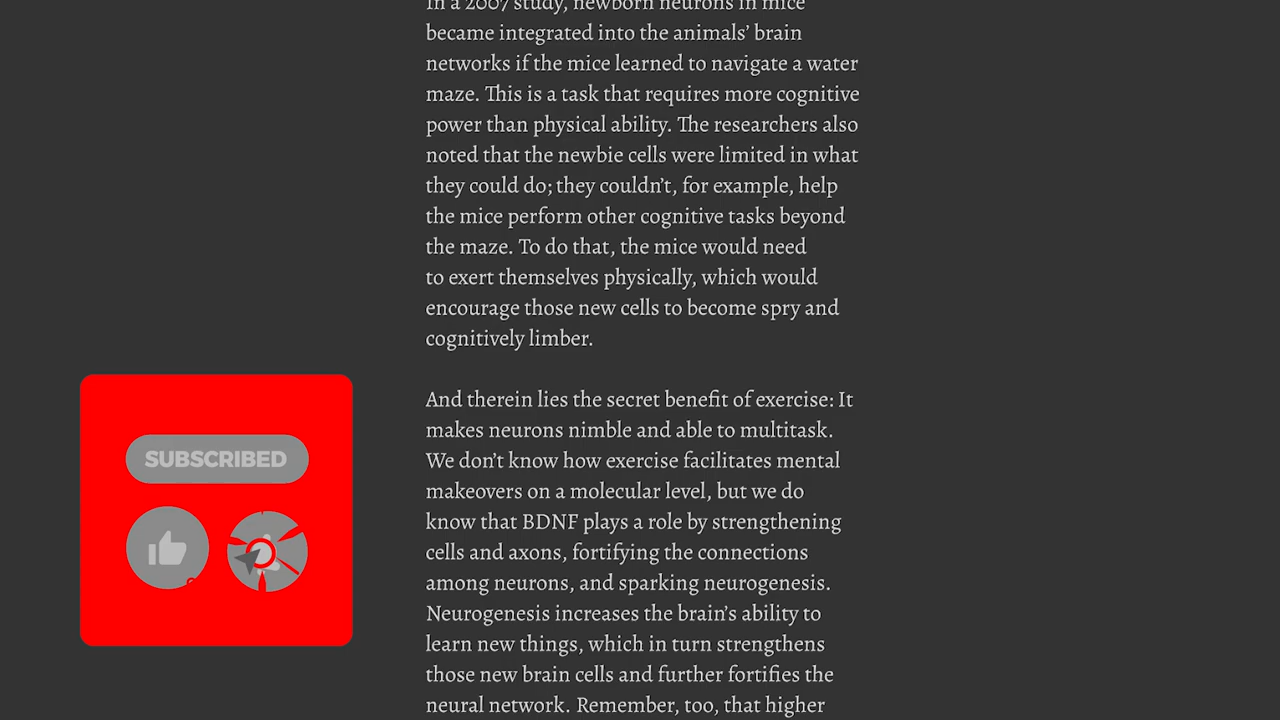 In a 2007 study, newborn neurons in mice
became integrated into the animals’ brain
networks if the mice learned to navigate a water
maze. This is a task that requires more cognitive
power than physical ability. The researchers also
noted that the newbie cells were limited in what
they could do; they couldn’t, for example, help
the mice perform other cognitive tasks beyond
the maze. To do that, the mice would need
to exert themselves physically, which would
encourage those new cells to become spry and
cognitively limber.
And therein lies the secret benefit of exercise: It
makes neurons nimble and able to multitask.
We don’t know how exercise facilitates mental
makeovers on a molecular level, but we do
know that BDNF plays a role by strengthening
cells and axons, fortifying the connections
among neurons, and sparking neurogenesis.
Neurogenesis increases the brain’s ability to
learn new things, which in turn strengthens
those new brain cells and further fortifies the
neural network. Remember, too, that higher
SUBSCRIBED